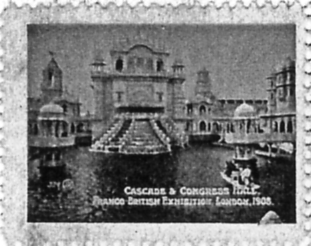 CASCADE & CONGRESS HALL.
FRANCO-BRITISH EXHIBITION, LONDON, 1908.